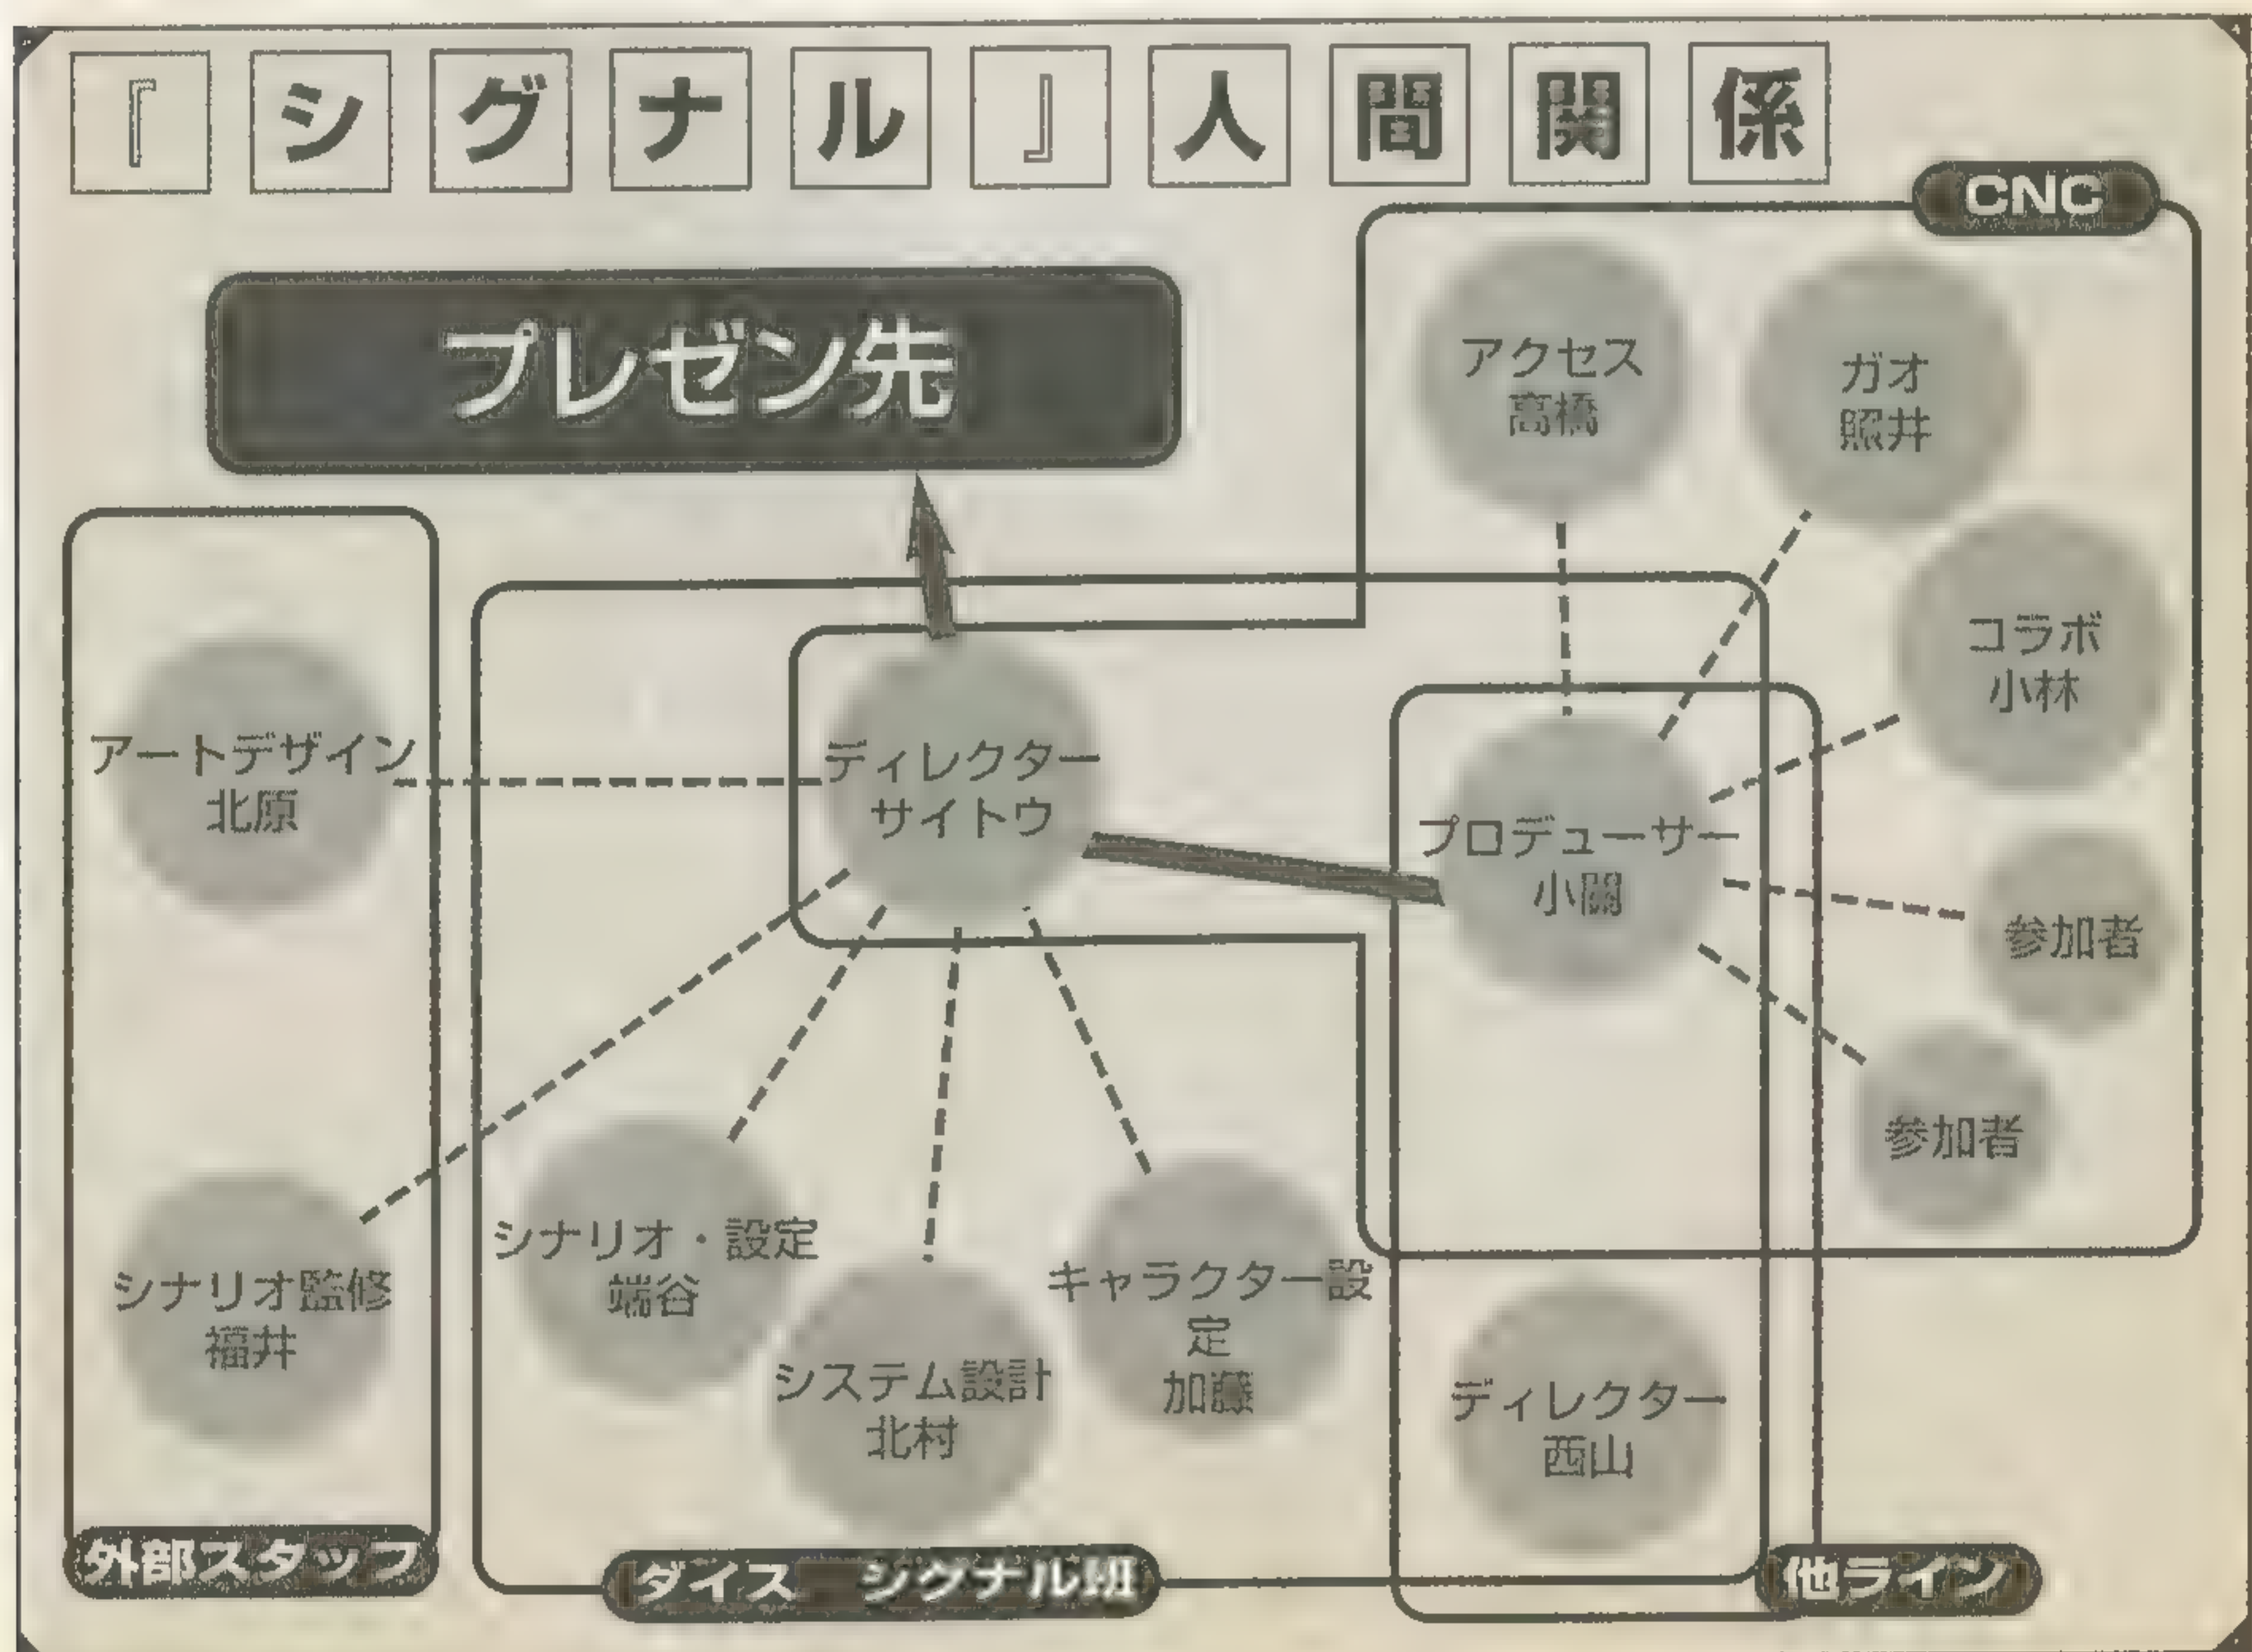 『シグナル』人間関係
CNC
プレゼン先
アクセス
高橋
ガオ
照井
コラボ
小林
アートデザイン
北原
ディレクター
サイトウ
プロデューサー
小關
参加者
参加者
シナリオ監修
福井
シナリオ・設定
端谷
システム設計
北村
キャラクター設
定
加藤
ディレクター
西山
外部スタッフ
ダイス シグナル班
他ライン